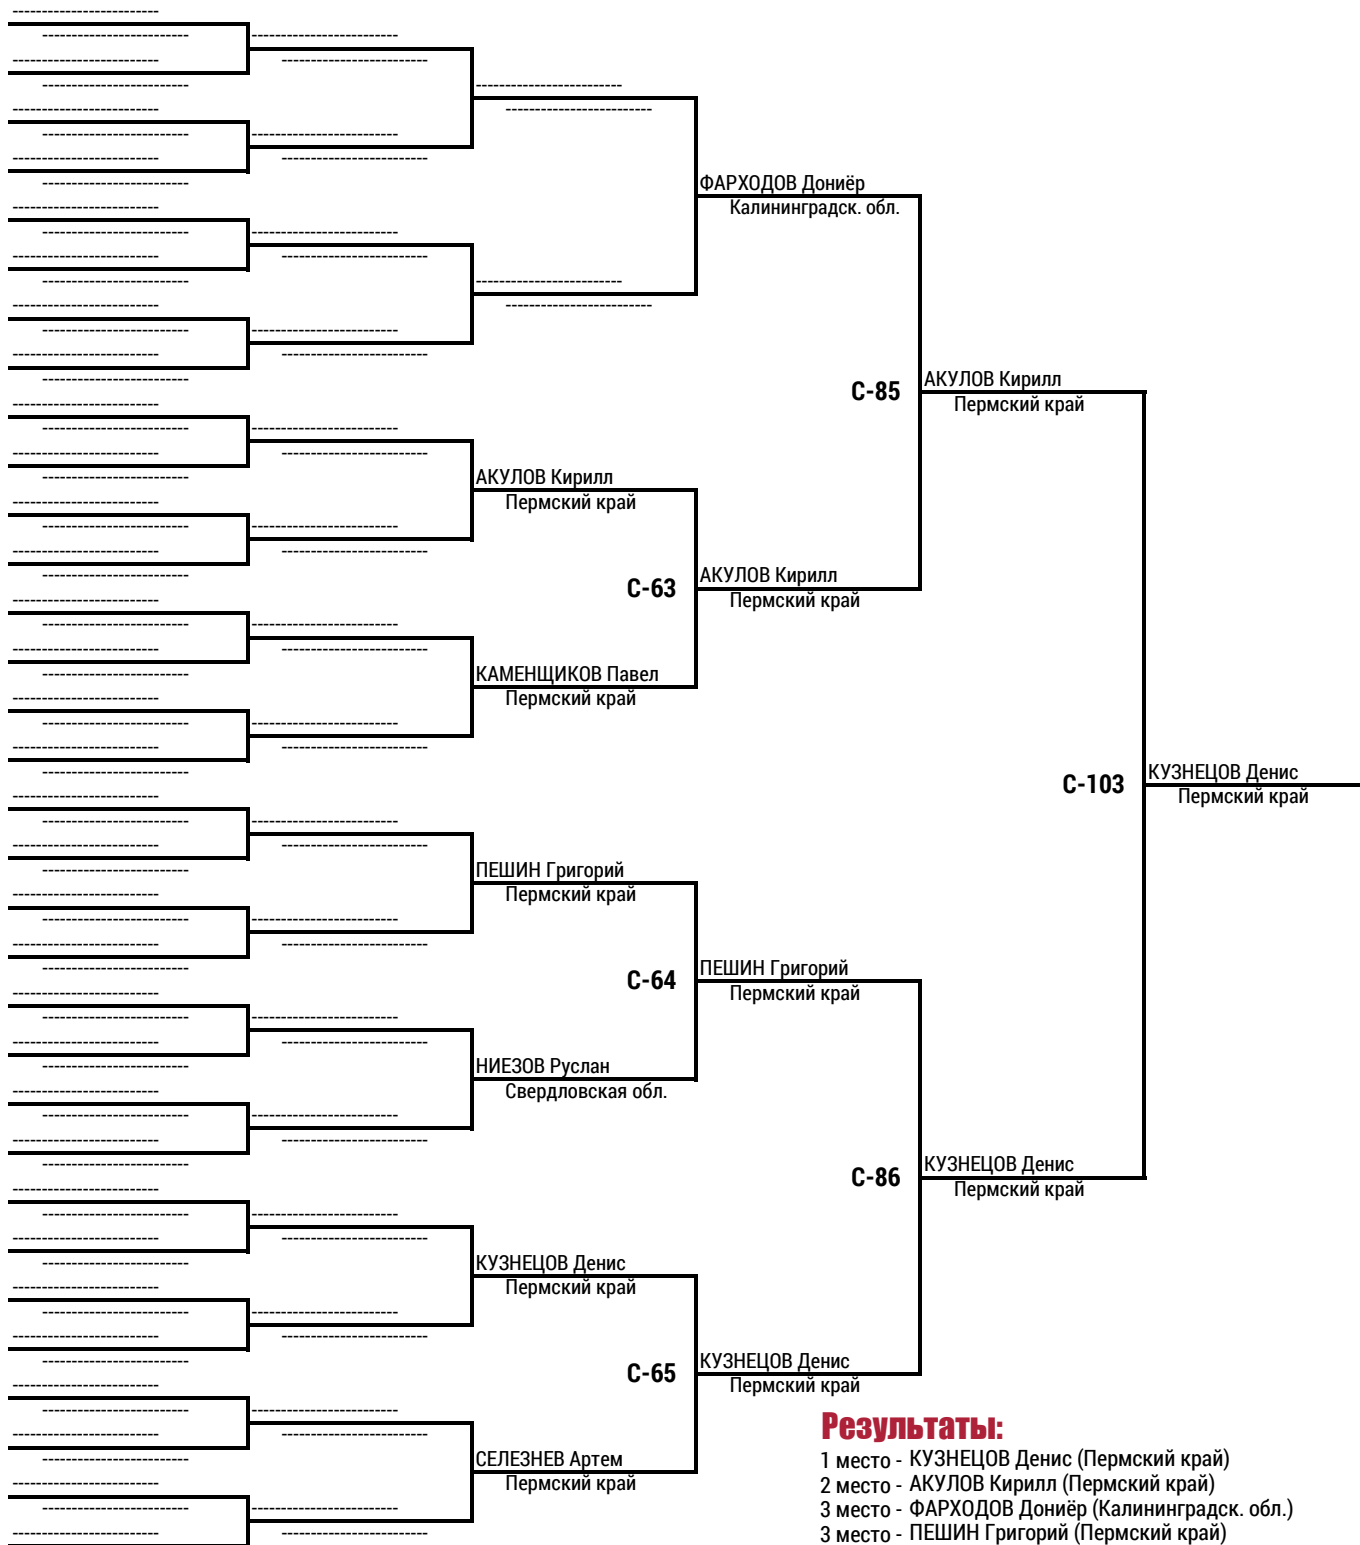 ФАРХОДОВ Дониёр
Калининградск. обл.
С-85
АКУЛОВ Кирилл
Пермский край
АКУЛОВ Кирилл
Пермский край
С-63
АКУЛОВ Кирилл
Пермский край
КАМЕНЩИКОВ Павел
Пермский край
С-103
КУЗНЕЦОВ Денис
Пермский край
ПЕШИН Григорий
Пермский край
С-64
ПЕШИН Григорий
Пермский край
НИЕЗОВ Руслан
Свердловская обл.
С-86
КУЗНЕЦОВ Денис
Пермский край
КУЗНЕЦОВ Денис
Пермский край
С-65
КУЗНЕЦОВ Денис
Пермский край
СЕЛЕЗНЕВ Артем
Пермский край
Результаты:
1 место - КУЗНЕЦОВ Денис (Пермский край)
2 место - АКУЛОВ Кирилл (Пермский край)
3 место - ФАРХОДОВ Дониёр (Калининградск. обл.)
3 место - ПЕШИН Григорий (Пермский край)